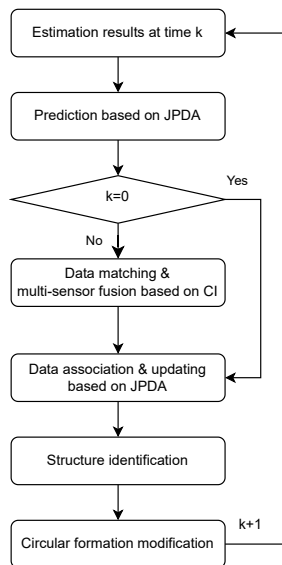 Estimation results at time k
Prediction based on JPDA
k=0
Yes
No
Data matching &
multi-sensor fusion based on CI
Data association & updating
based on JPDA
Structure identification
k+1
Circular formation modification